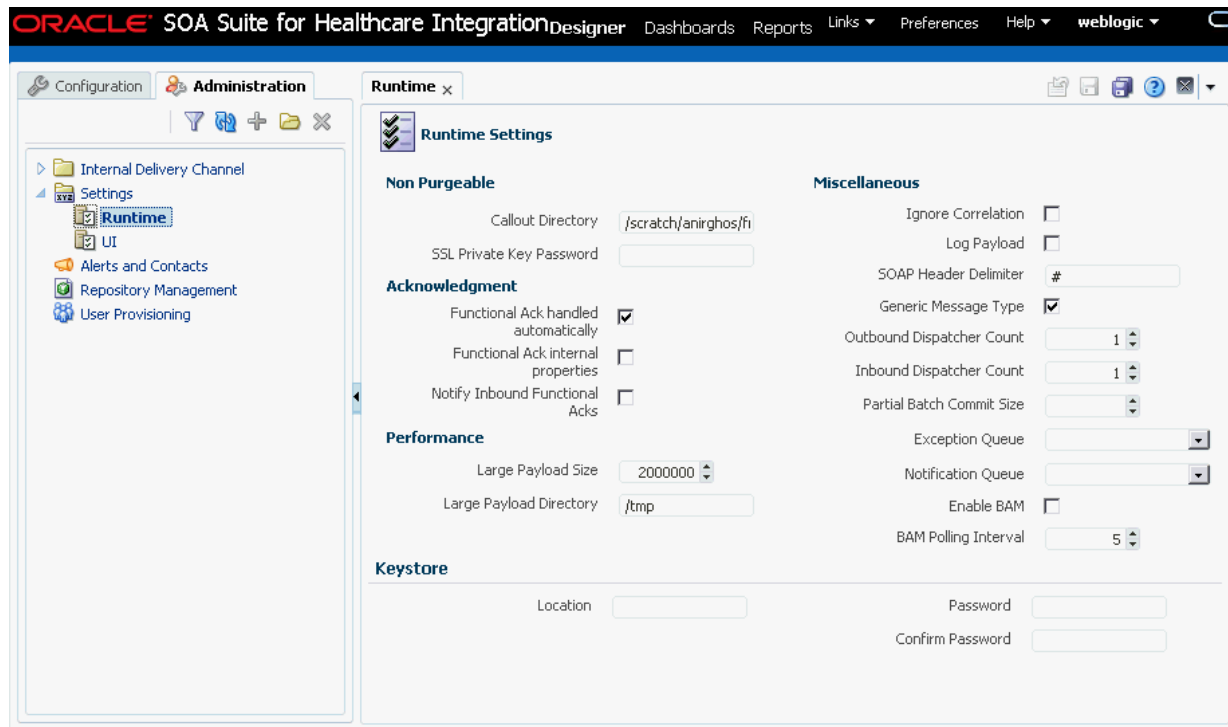 ORACLE SOA Suite for Healthcare Integration Designer Dashboards Reports Links Preferences Help weblogic
Configuration Administration
Runtime
Internal Delivery Channel
Settings
xyz
Runtime
UI
Alerts and Contacts
Repository Management
User Provisioning
Runtime Settings
Non Purgeable
Callout Directory /scratch/anirghos/f
SSL Private Key Password
Acknowledgment
Functional Ack handled
automatically
Functional Ack internal
properties
Notify Inbound Functional
Acks
Performance
Large Payload Size 2000000
Large Payload Directory /tmp
Miscellaneous
Ignore Correlation
Log Payload
SOAP Header Delimiter #
Generic Message Type
Outbound Dispatcher Count 1
Inbound Dispatcher Count 1
Partial Batch Commit Size
Exception Queue
Notification Queue
Enable BAM
BAM Polling Interval 5
Keystore
Location
Password
Confirm Password